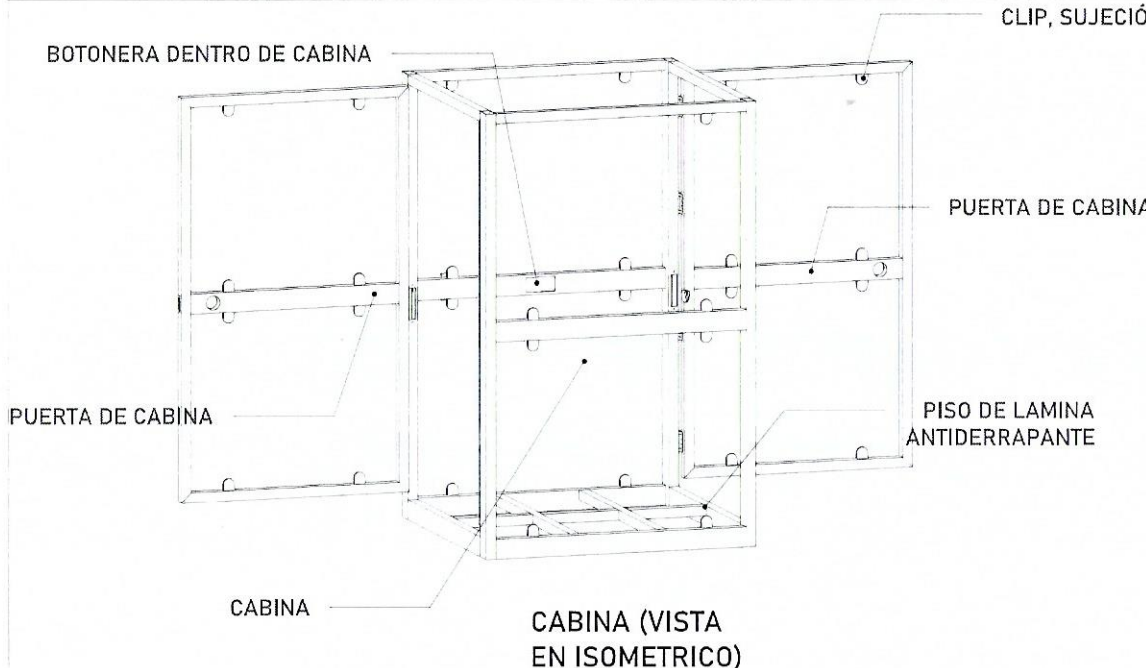 CLIP, SUJECIÓ
BOTONERA DENTRO DE CABINA
PUERTA DE CABINA
PUERTA DE CABINA
PISO DE LAMINA
ANTIDERRAPANTE
CABINA
CABINA (VISTA
EN ISOMETRICO)